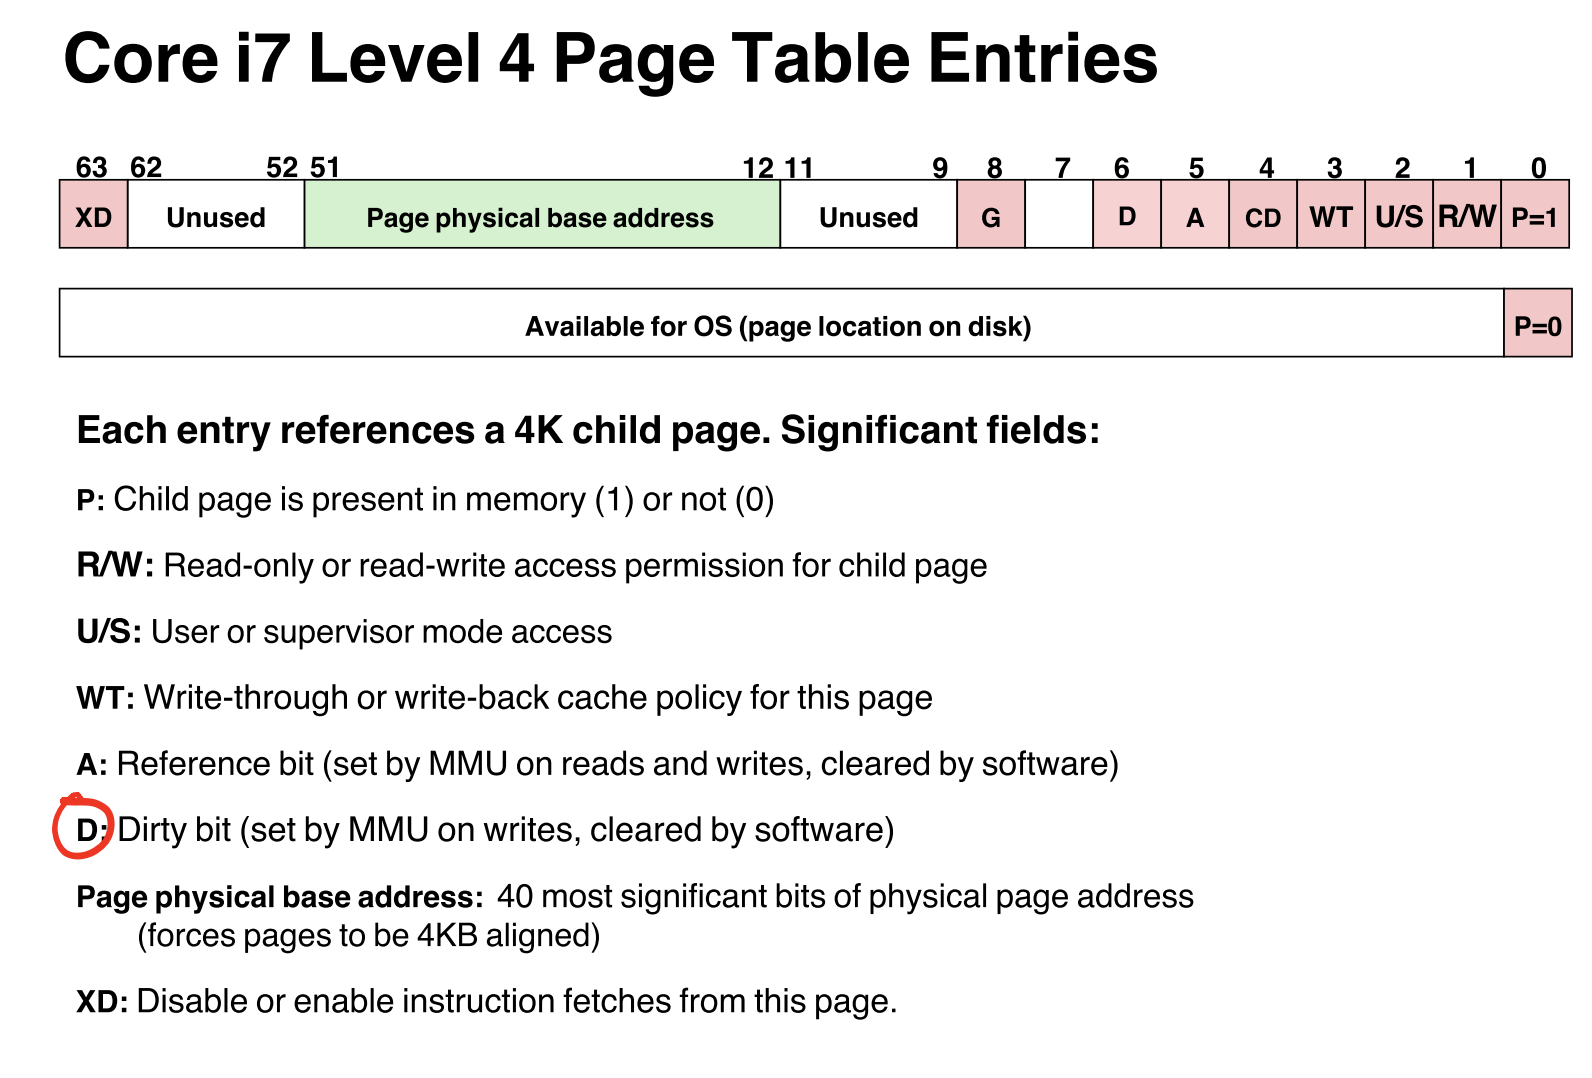 Core i7 Level 4 Page Table Entries
63 62 52 51 12 11 9 8 7 6 5 4 3 2 1 0
XD Unused Page physical base address Unused G D A CD WT U/S R/W P=1
Available for OS (page location on disk) P=0
Each entry references a 4K child page. Significant fields:
P: Child page is present in memory (1) or not (0)
R/W: Read-only or read-write access permission for child page
U/S: User or supervisor mode access
WT: Write-through or write-back cache policy for this page
A: Reference bit (set by MMU on reads and writes, cleared by software)
D: Dirty bit (set by MMU on writes, cleared by software)
Page physical base address: 40 most significant bits of physical page address
(forces pages to be 4KB aligned)
XD: Disable or enable instruction fetches from this page.